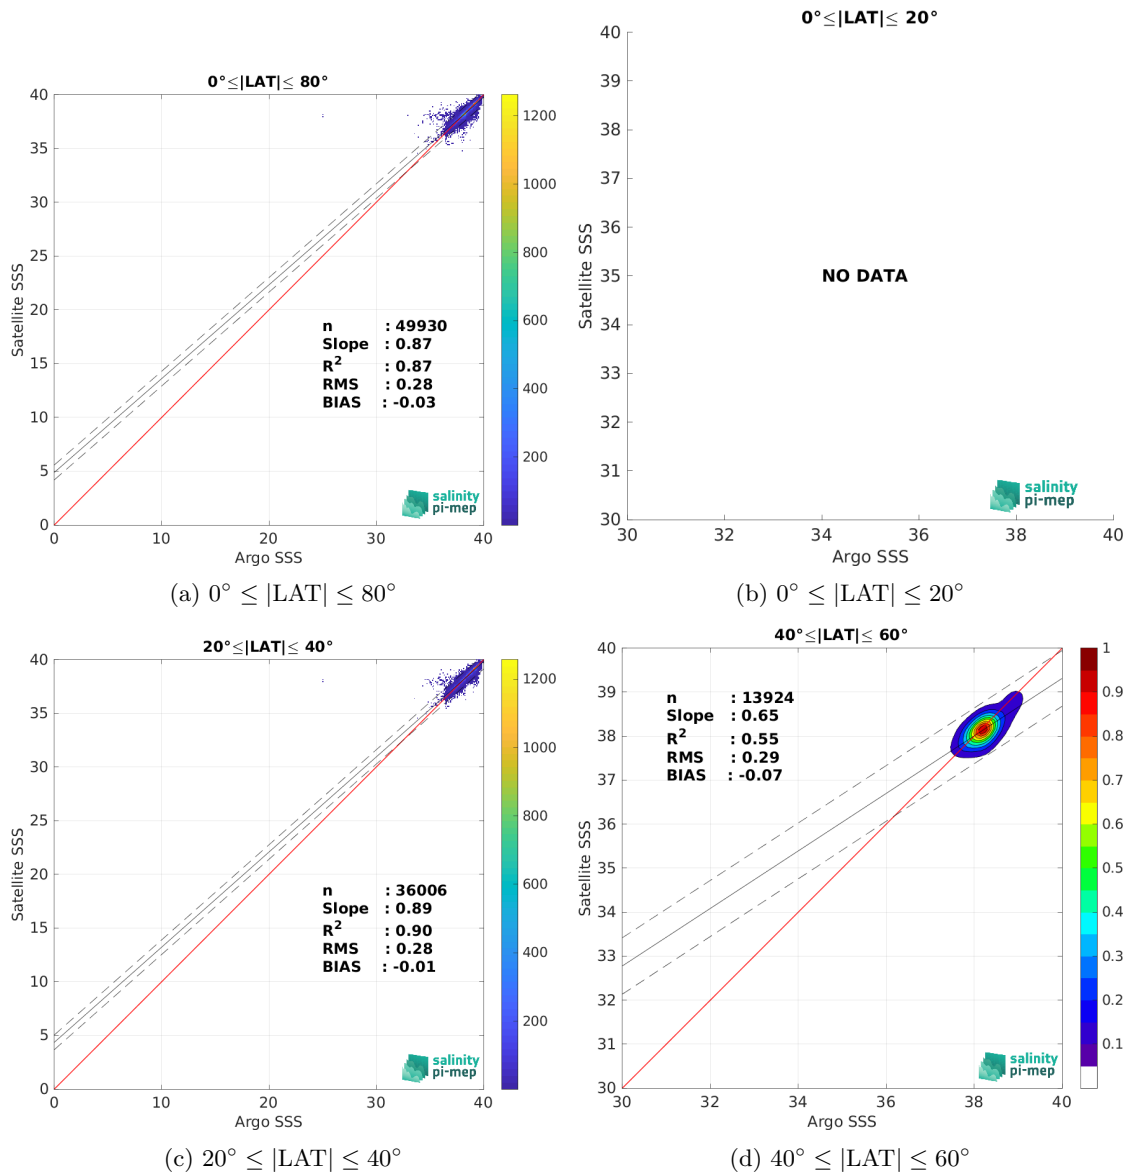 0°≤|LAT|≤ 80°
40
35
30
25
20
15
10
5
0
0
10
20
30
40
Satellite SSS
Argo SSS
n : 49930
Slope : 0.87
R² : 0.87
RMS : 0.28
BIAS : -0.03
salinity
pi-mep
1200
1000
800
600
400
200
(a) 0° ≤ |LAT| ≤ 80°
0°≤|LAT|≤ 20°
40
39
38
37
36
35
34
33
32
31
30
30
32
34
36
38
40
Satellite SSS
Argo SSS
NO DATA
salinity
pi-mep
(b) 0° ≤ |LAT| ≤ 20°
20°≤|LAT|≤ 40°
40
35
30
25
20
15
10
5
0
0
10
20
30
40
Satellite SSS
Argo SSS
n : 36006
Slope : 0.89
R² : 0.90
RMS : 0.28
BIAS : -0.01
salinity
pi-mep
1200
1000
800
600
400
200
(c) 20° ≤ |LAT| ≤ 40°
40°≤|LAT|≤ 60°
40
39
38
37
36
35
34
33
32
31
30
30
32
34
36
38
40
Satellite SSS
Argo SSS
n : 13924
Slope : 0.65
R² : 0.55
RMS : 0.29
BIAS : -0.07
salinity
pi-mep
1
0.9
0.8
0.7
0.6
0.5
0.4
0.3
0.2
0.1
(d) 40° ≤ |LAT| ≤ 60°